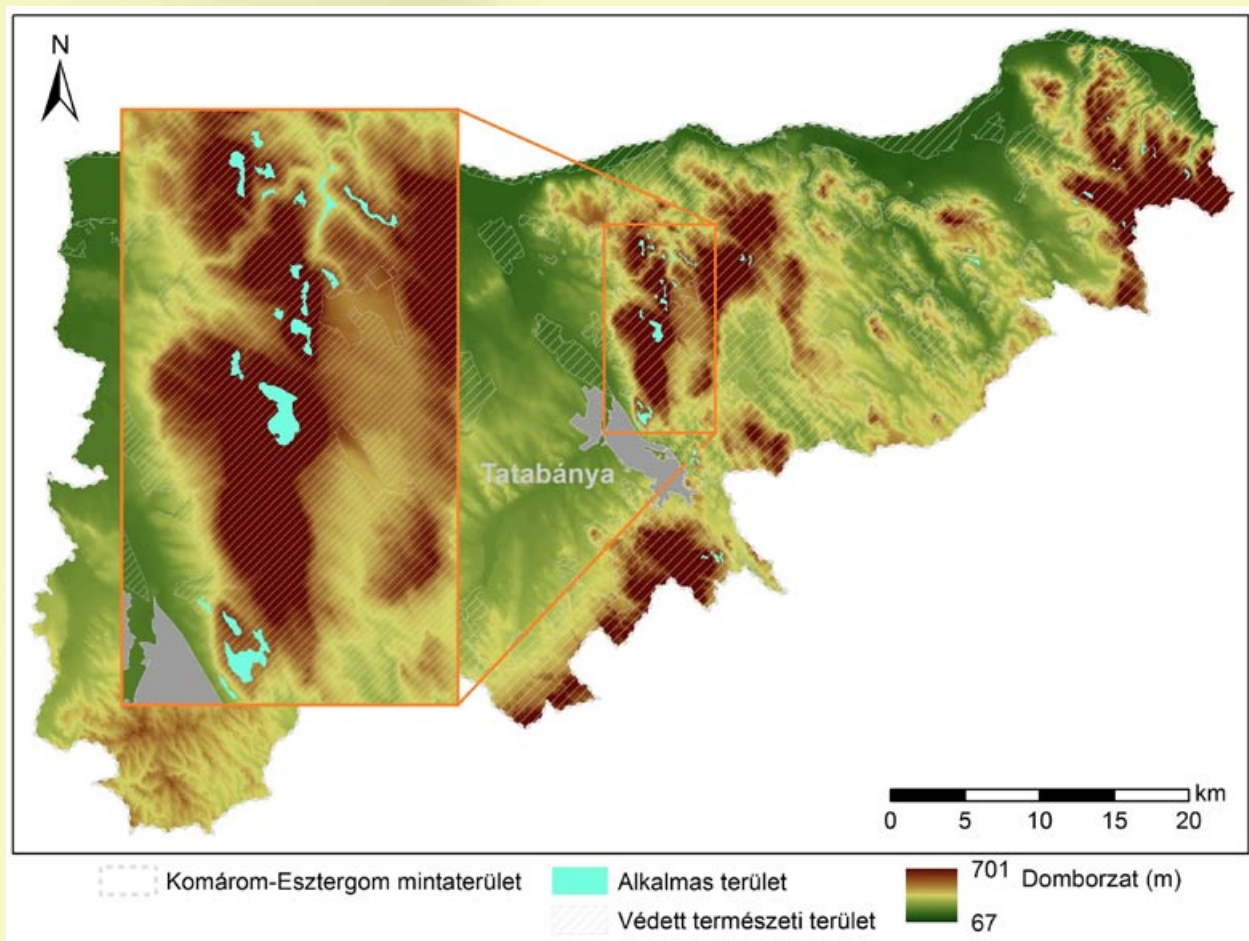 N
Tatabánya
km
0 5 10 15 20
Komárom-Esztergom mintaterület
Alkalmas terület
Védett természeti terület
701 Domborzat (m)
67